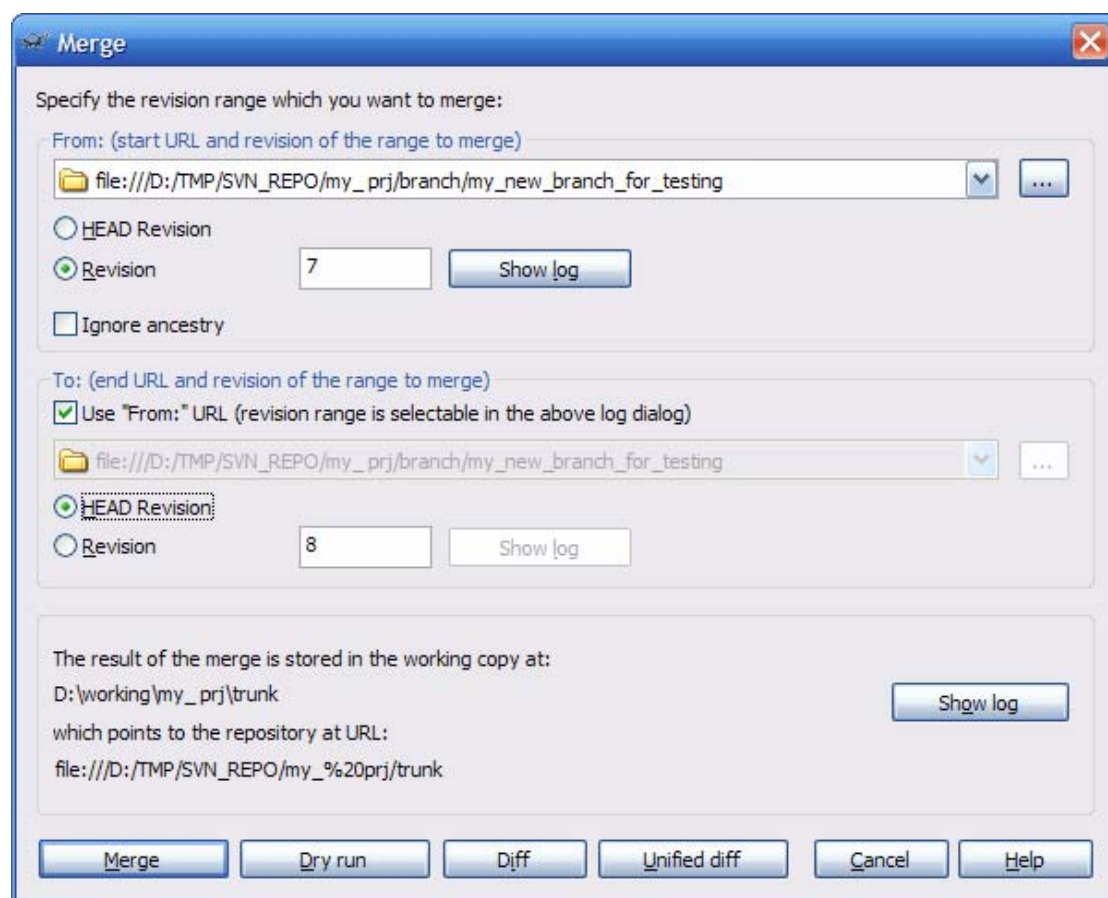 Merge
Specify the revision range which you want to merge:
From: (start URL and revision of the range to merge)
file:///D:/TMP/SVN_REPO/my_ prj/branch/my_new_branch_for_testing ...
HEAD Revision
Revision 7 Show log
Ignore ancestry
To: (end URL and revision of the range to merge)
Use "From:" URL (revision range is selectable in the above log dialog)
file:///D:/TMP/SVN_REPO/my_ prj/branch/my_new_branch_for_testing ...
HEAD Revision
Revision 8 Show log
The result of the merge is stored in the working copy at:
D:\working\my_ prj\trunk
Show log
which points to the repository at URL:
file:///D:/TMP/SVN_REPO/my_%20prj/trunk
Merge Dry run Diff Unified diff Cancel Help